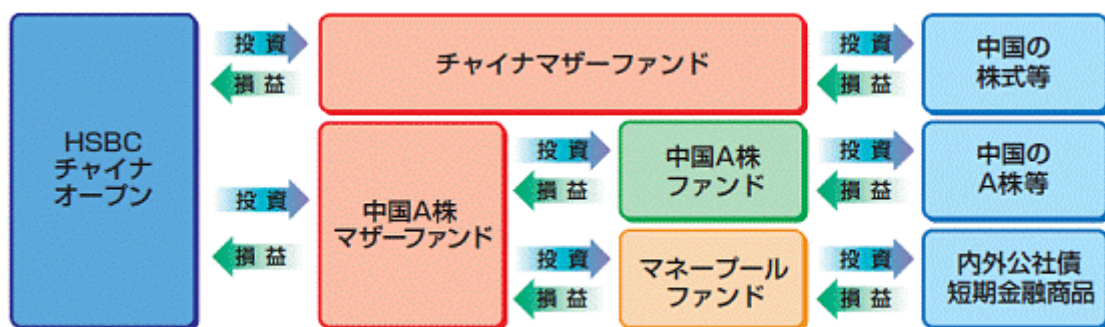 HSBC
チャイナ
オープン
投資
損益
チャイナマザーファンド
投資
損益
中国の
株式等
投資
損益
中国A株
マザーファンド
投資
損益
中国A株
ファンド
投資
損益
中国の
A株等
投資
損益
マネープール
ファンド
投資
損益
内外公社債
短期金融商品